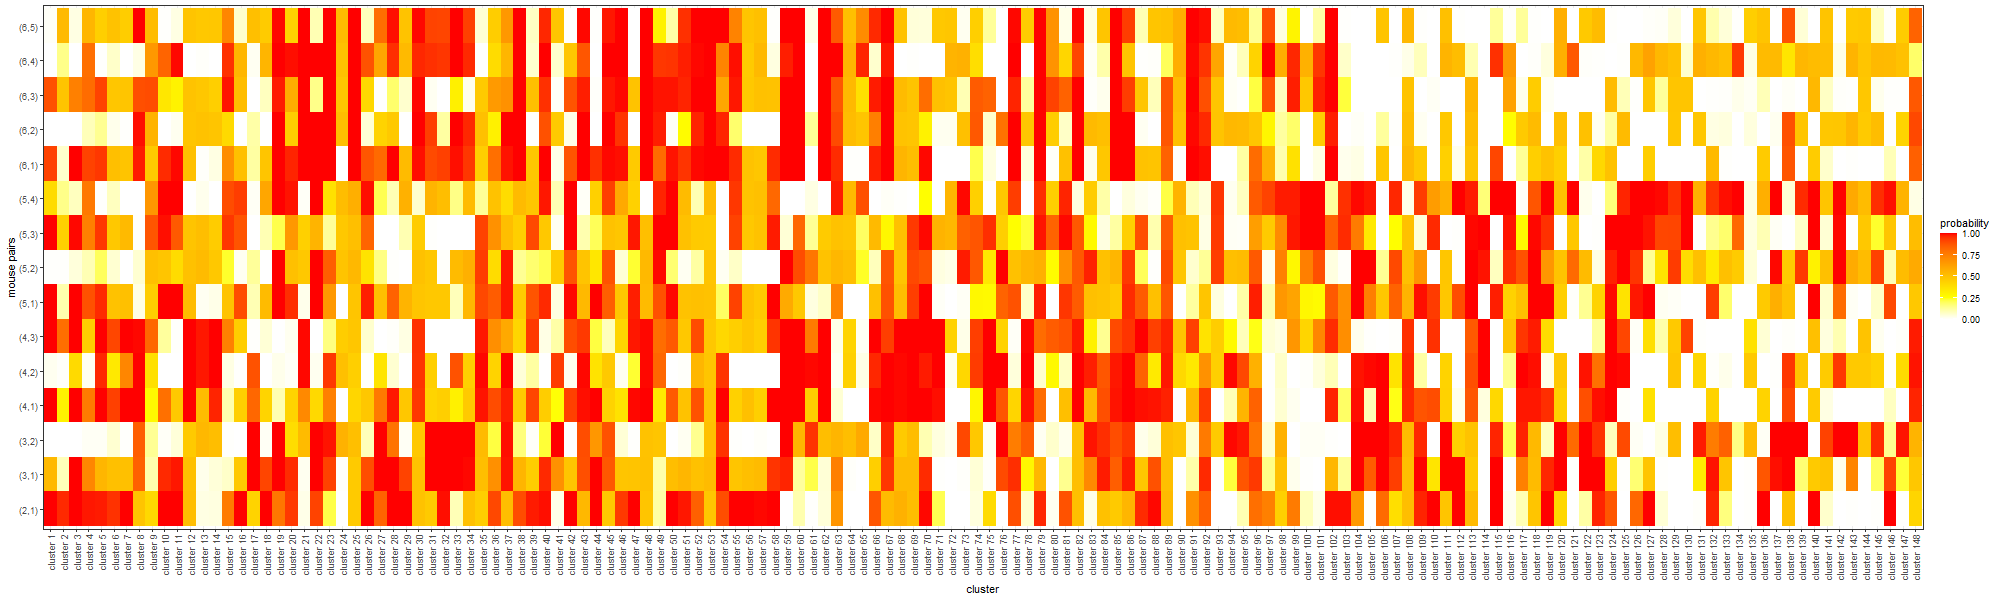 (6,5)
(6,4)
(6,3)
(6,2)
(6,1)
(5,4)
(5,3)
(5,2)
(5,1)
(4,3)
(4,2)
(4,1)
(3,2)
(3,1)
(2,1)
mouse pairs
cluster 1
cluster 2
cluster 3
cluster 4
cluster 5
cluster 6
cluster 7
cluster 8
cluster 9
cluster 10
cluster 11
cluster 12
cluster 13
cluster 14
cluster 15
cluster 16
cluster 17
cluster 18
cluster 19
cluster 20
cluster 21
cluster 22
cluster 23
cluster 24
cluster 25
cluster 26
cluster 27
cluster 28
cluster 29
cluster 30
cluster 31
cluster 32
cluster 33
cluster 34
cluster 35
cluster 36
cluster 37
cluster 38
cluster 39
cluster 40
cluster 41
cluster 42
cluster 43
cluster 44
cluster 45
cluster 46
cluster 47
cluster 48
cluster 49
cluster 50
cluster 51
cluster 52
cluster 53
cluster 54
cluster 55
cluster 56
cluster 57
cluster 58
cluster 59
cluster 60
cluster 61
cluster 62
cluster 63
cluster 64
cluster 65
cluster 66
cluster 67
cluster 68
cluster 69
cluster 70
cluster 71
cluster 72
cluster 73
cluster 74
cluster 75
cluster 76
cluster 77
cluster 78
cluster 79
cluster 80
cluster 81
cluster 82
cluster 83
cluster 84
cluster 85
cluster 86
cluster 87
cluster 88
cluster 89
cluster 90
cluster 91
cluster 92
cluster 93
cluster 94
cluster 95
cluster 96
cluster 97
cluster 98
cluster 99
cluster 100
cluster 101
cluster 102
cluster 103
cluster 104
cluster 105
cluster 106
cluster 107
cluster 108
cluster 109
cluster 110
cluster 111
cluster 112
cluster 113
cluster 114
cluster 115
cluster 116
cluster 117
cluster 118
cluster 119
cluster 120
cluster 121
cluster 122
cluster 123
cluster 124
cluster 125
cluster 126
cluster 127
cluster 128
cluster 129
cluster 130
cluster 131
cluster 132
cluster 133
cluster 134
cluster 135
cluster 136
cluster 137
cluster 138
cluster 139
cluster 140
cluster 141
cluster 142
cluster 143
cluster 144
cluster 145
cluster 146
cluster 147
cluster 148
cluster
probability
1.00
0.75
0.50
0.25
0.00